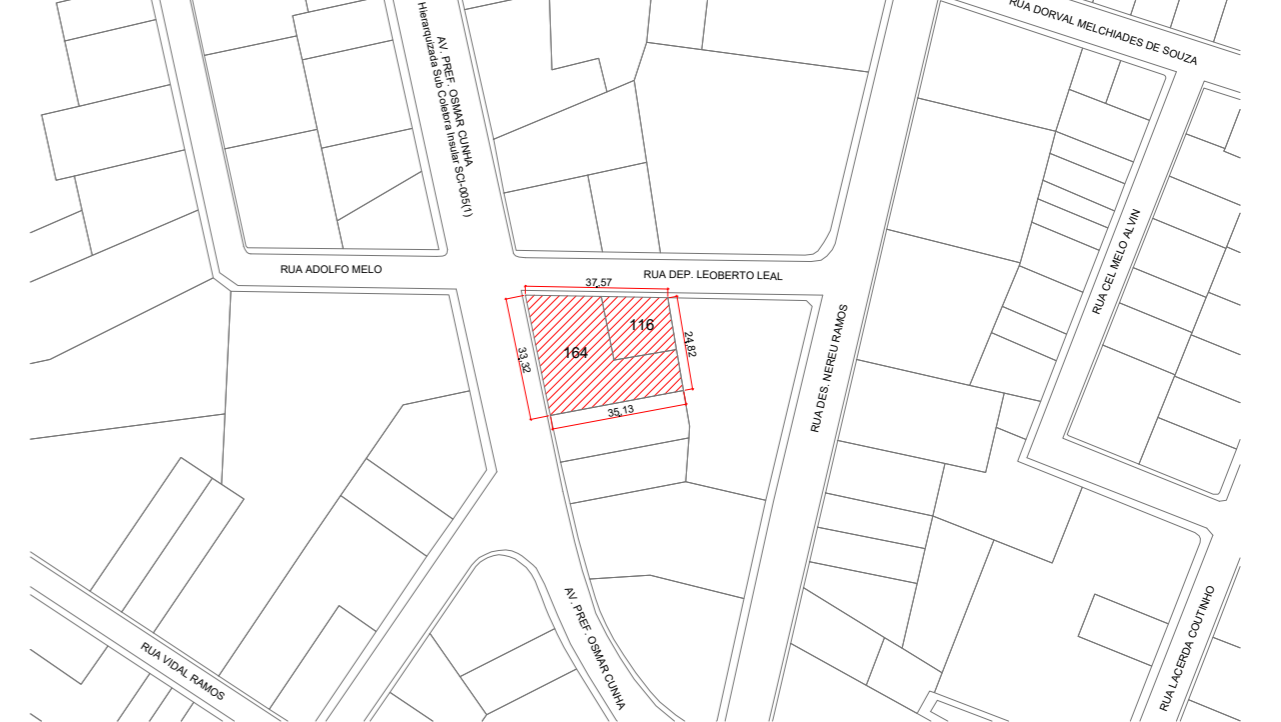 RUA DORVAL MELCHIADES DE SOUZA
AV. PREF. OSMAR CUNHA
Hierarquizada Sub Coletora Insular SCI-005(1)
RUA CEL MELO ALVIN
RUA ADOLFO MELO
RUA DEP. LEOBERTO LEAL
37,57
116
164
24,82
33,32
35,13
RUA DES. NEREU RAMOS
AV. PREF. OSMAR CUNHA
RUA VIDAL RAMOS
RUA LACERDA COUTINHO